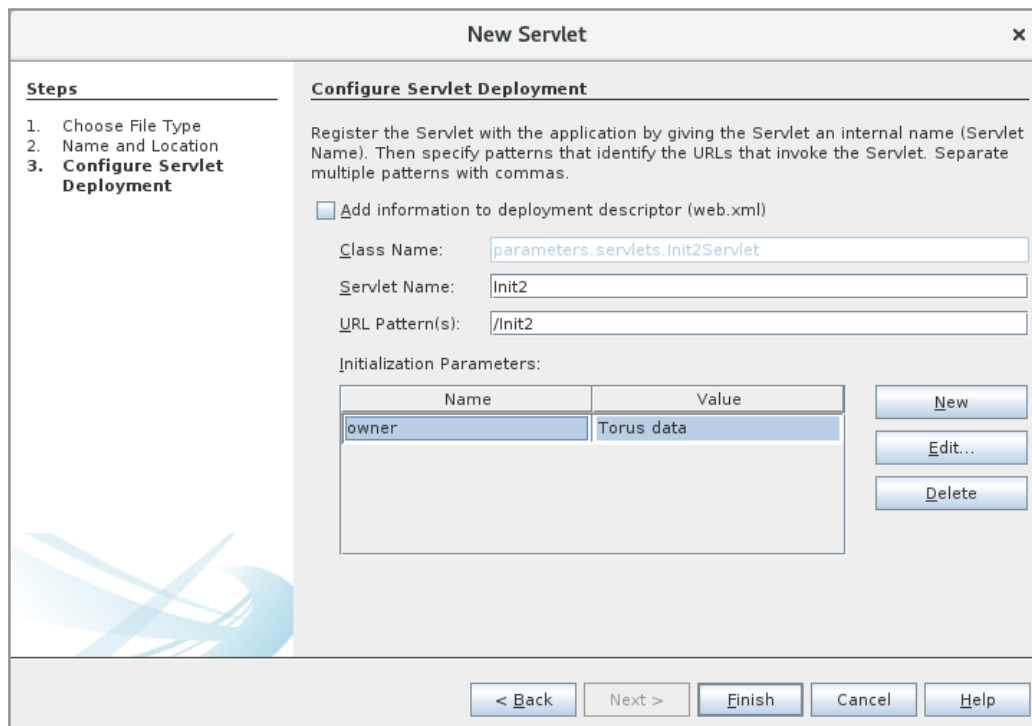 New Servlet
×
Steps
1. Choose File Type
2. Name and Location
3. Configure Servlet
Deployment
Configure Servlet Deployment
Register the Servlet with the application by giving the Servlet an internal name (Servlet
Name). Then specify patterns that identify the URLs that invoke the Servlet. Separate
multiple patterns with commas.
Add information to deployment descriptor (web.xml)
Class Name: parameters.servlets.Init2Servlet
Servlet Name: Init2
URL Pattern(s): /Init2
Initialization Parameters:
Name Value
owner Torus data
New
Edit...
Delete
< Back Next > Finish Cancel Help